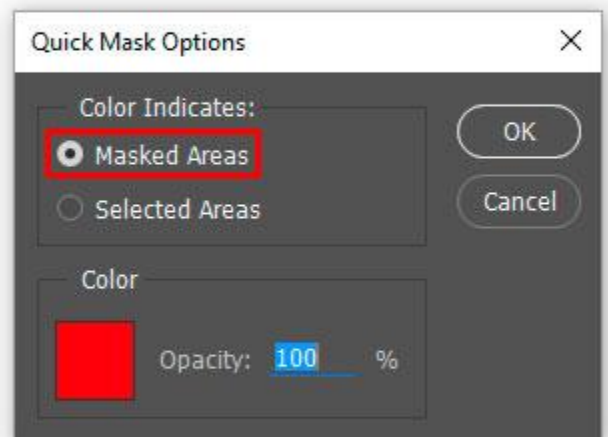 Quick Mask Options
Color Indicates:
Masked Areas
Selected Areas
OK
Cancel
Color
Opacity: 100 %